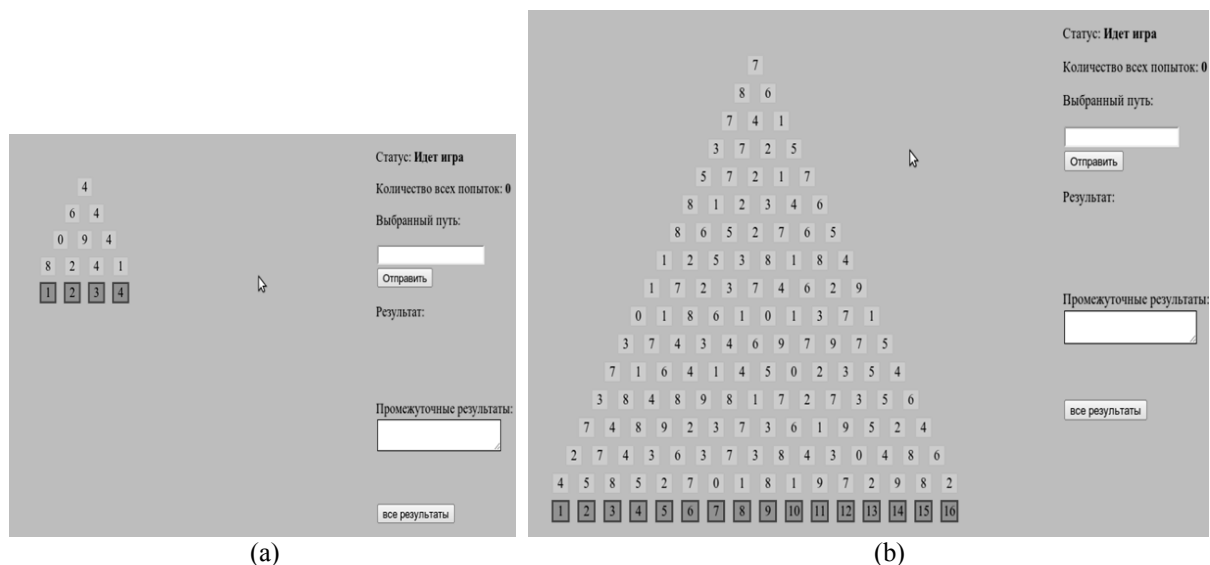 4
6 4
0 9 4
8 2 4 1
1 2 3 4
Статус: Идет игра
Количество всех попыток: 0
Выбранный путь:
Отправить
Результат:
Промежуточные результаты:
все результаты
(a)
7
8 6
7 4 1
3 7 2 5
5 7 2 1 7
8 1 2 3 4 6
8 6 5 2 7 6 5
1 2 5 3 8 1 8 4
1 7 2 3 7 4 6 2 9
0 1 8 6 1 0 1 3 7 1
3 7 4 3 4 6 9 7 9 7 5
7 1 6 4 1 4 5 0 2 3 5 4
3 8 4 8 9 8 1 7 2 7 3 5 6
7 4 8 9 2 3 7 3 6 1 9 5 2 4
2 7 4 3 6 3 7 3 8 4 3 0 4 8 6
4 5 8 5 2 7 0 1 8 1 9 7 2 9 8 2
1 2 3 4 5 6 7 8 9 10 11 12 13 14 15 16
Статус: Идет игра
Количество всех попыток: 0
Выбранный путь:
Отправить
Результат:
Промежуточные результаты:
все результаты
(b)